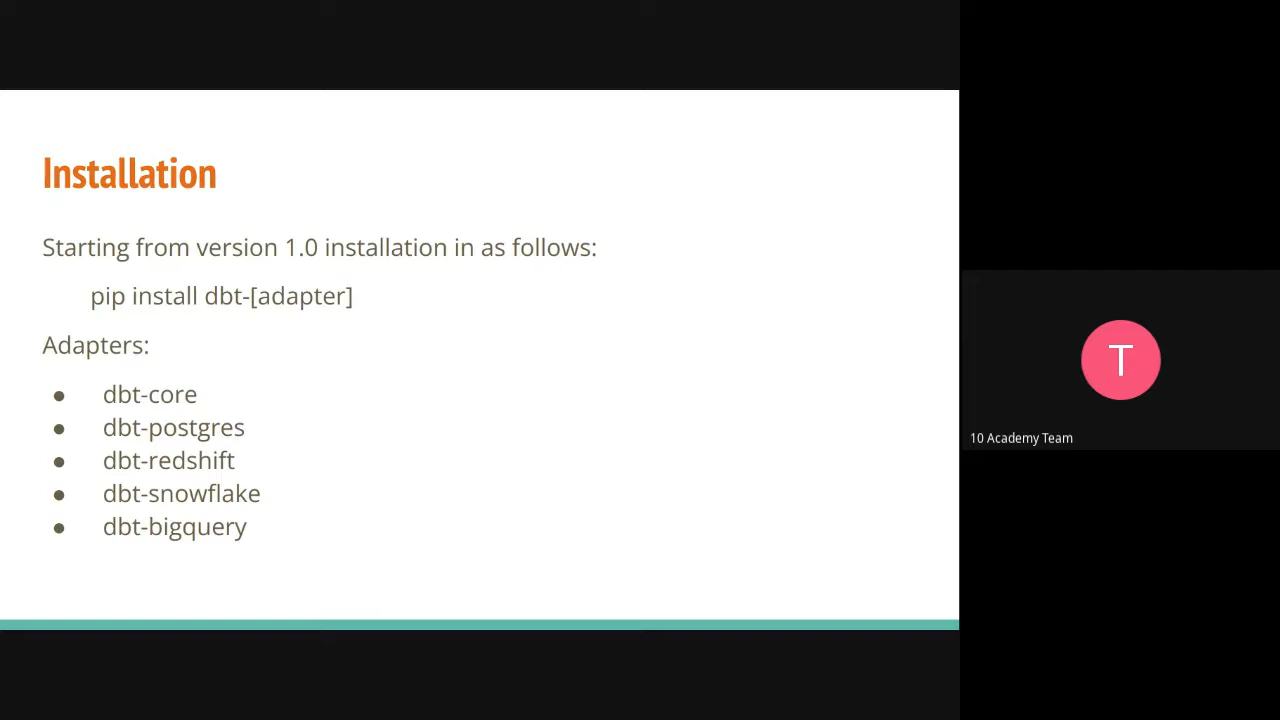 Installation
Starting from version 1.0 installation in as follows:
pip install dbt-[adapter]
Adapters:
● dbt-core
● dbt-postgres
● dbt-redshift
● dbt-snowflake
● dbt-bigquery
T
10 Academy Team